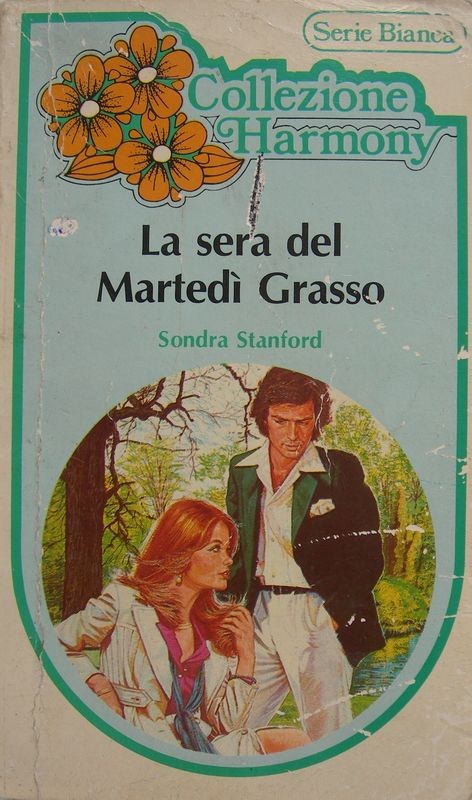 Serie Bianca
Collezione
Harmony
La sera del
Martedì Grasso
Sondra Stanford